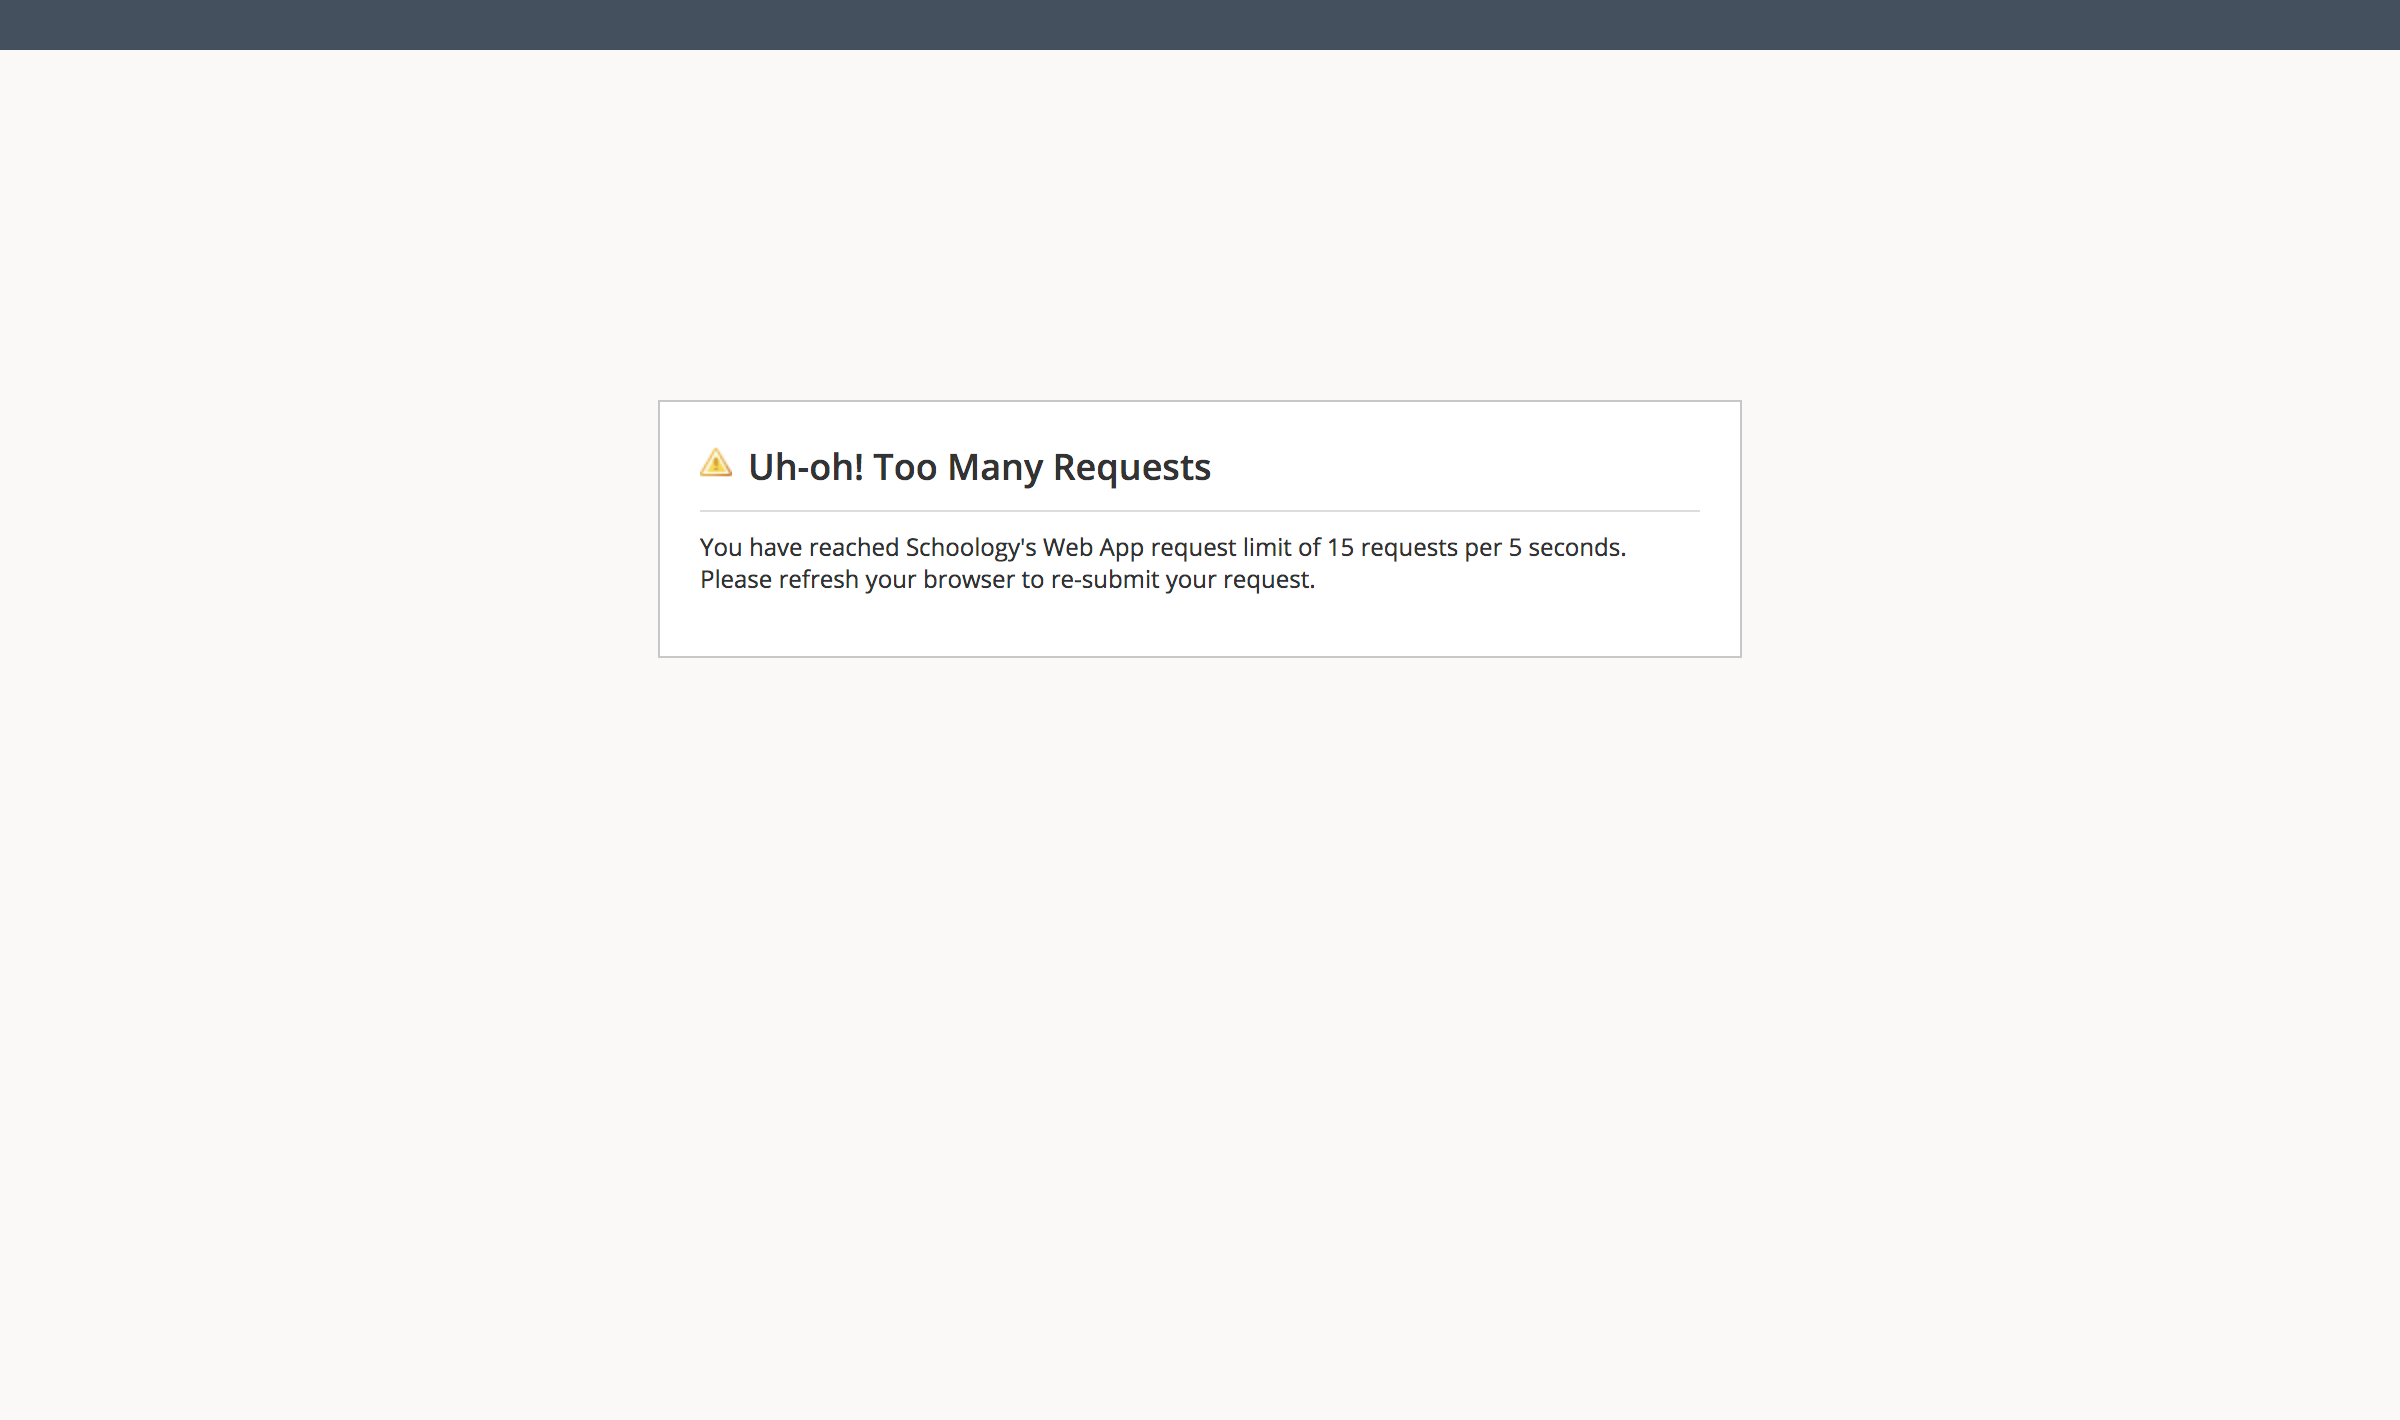 Uh-oh! Too Many Requests
You have reached Schoology's Web App request limit of 15 requests per 5 seconds.
Please refresh your browser to re-submit your request.